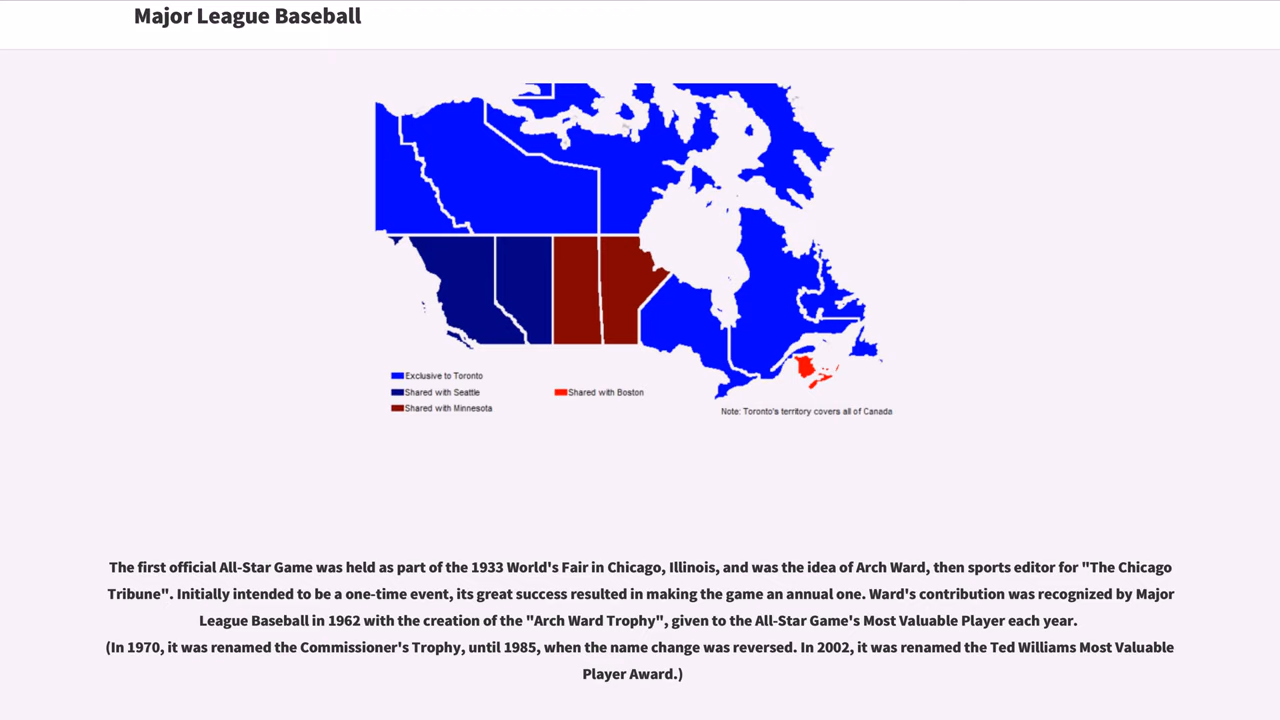 Major League Baseball
Exclusive to Toronto
Shared with Seattle
Shared with Boston
Shared with Minnesota
Note: Toronto's territory covers all of Canada
The first official All-Star Game was held as part of the 1933 World's Fair in Chicago, Illinois, and was the idea of Arch Ward, then sports editor for "The Chicago
Tribune". Initially intended to be a one-time event, its great success resulted in making the game an annual one. Ward's contribution was recognized by Major
League Baseball in 1962 with the creation of the "Arch Ward Trophy", given to the All-Star Game's Most Valuable Player each year.
(In 1970, it was renamed the Commissioner's Trophy, until 1985, when the name change was reversed. In 2002, it was renamed the Ted Williams Most Valuable
Player Award.)